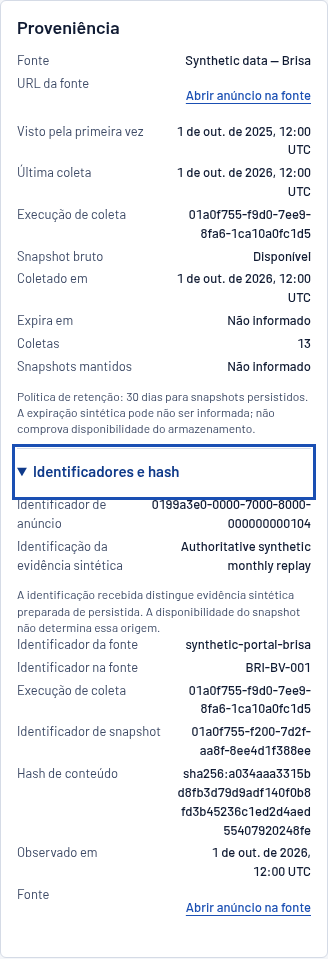 Proveniência
Fonte Synthetic data — Brisa
URL da fonte
Abrir anúncio na fonte
Visto pela primeira vez 1 de out. de 2025, 12:00
UTC
Última coleta 1 de out. de 2026, 12:00
UTC
Execução de coleta 01a0f755-f9d0-7ee9-
8fa6-1ca10a0fc1d5
Snapshot bruto Disponível
Coletado em 1 de out. de 2026, 12:00
UTC
Expira em Não informado
Coletas 13
Snapshots mantidos Não informado
Política de retenção: 30 dias para snapshots persistidos.
A expiração sintética pode não ser informada; não
comprova disponibilidade do armazenamento.
▼ Identificadores e hash
Identificador de 0199a3e0-0000-7000-8000-
anúncio 000000000104
Identificação da Authoritative synthetic
evidência sintética monthly replay
A identificação recebida distingue evidência sintética
preparada de persistida. A disponibilidade do snapshot
não determina essa origem.
Identificador da fonte synthetic-portal-brisa
Identificador na fonte BRI-BV-001
Execução de coleta 01a0f755-f9d0-7ee9-
8fa6-1ca10a0fc1d5
Identificador de snapshot 01a0f755-f200-7d2f-
aa8f-8ee4d1f388ee
Hash de conteúdo sha256:a034aaa3315b
d8fb3d79d9adf140f0b8
fd3b45236c1ed2d4aed
55407920248fe
Observado em 1 de out. de 2026,
12:00 UTC
Fonte
Abrir anúncio na fonte